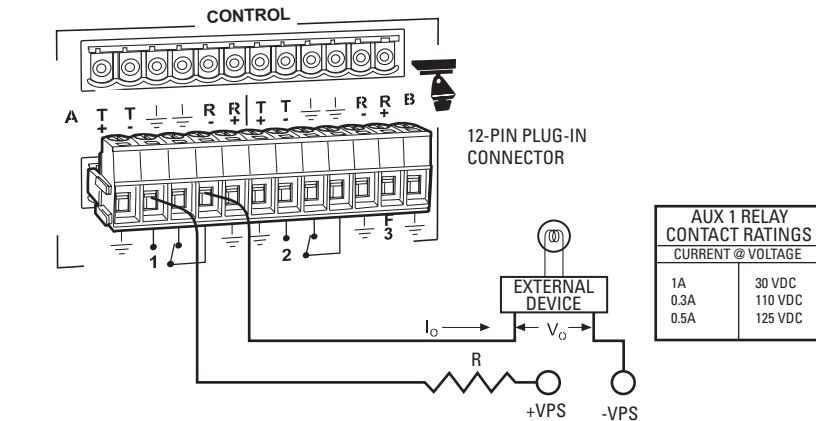 CONTROL
A T T R R T T R R B
+ - - + + - - +
12-PIN PLUG-IN
CONNECTOR
1 2 F
3
AUX 1 RELAY
CONTACT RATINGS
CURRENT @ VOLTAGE
1A 30 VDC
0.3A 110 VDC
0.5A 125 VDC
EXTERNAL
DEVICE
IO VO
R
+VPS -VPS